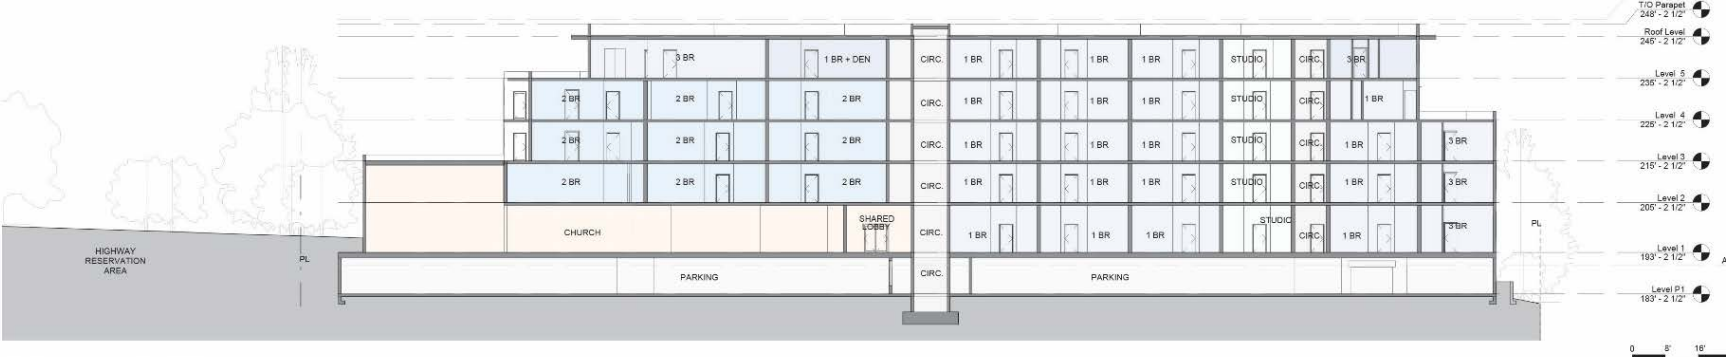 T/O Parapet
248' - 2 1/2"
Roof Level
246' - 2 1/2"
3 BR
1 BR + DEN
CIRC.
1 BR
1 BR
1 BR
STUDIO
CIRC.
3 BR
Level 5
235' - 2 1/2"
2 BR
2 BR
2 BR
CIRC.
1 BR
1 BR
1 BR
STUDIO
CIRC.
1 BR
Level 4
225' - 2 1/2"
2 BR
2 BR
2 BR
CIRC.
1 BR
1 BR
1 BR
STUDIO
CIRC.
1 BR
3 BR
Level 3
215' - 2 1/2"
2 BR
2 BR
2 BR
CIRC.
1 BR
1 BR
1 BR
STUDIO
CIRC.
1 BR
3 BR
Level 2
205' - 2 1/2"
CHURCH
SHARED
LOBBY
CIRC.
1 BR
1 BR
1 BR
STUDIO
CIRC.
1 BR
3 BR
PL
HIGHWAY
RESERVATION
AREA
PL
Level 1
193' - 2 1/2"
A
PARKING
CIRC.
PARKING
Level P1
183' - 2 1/2"
0 8' 16'